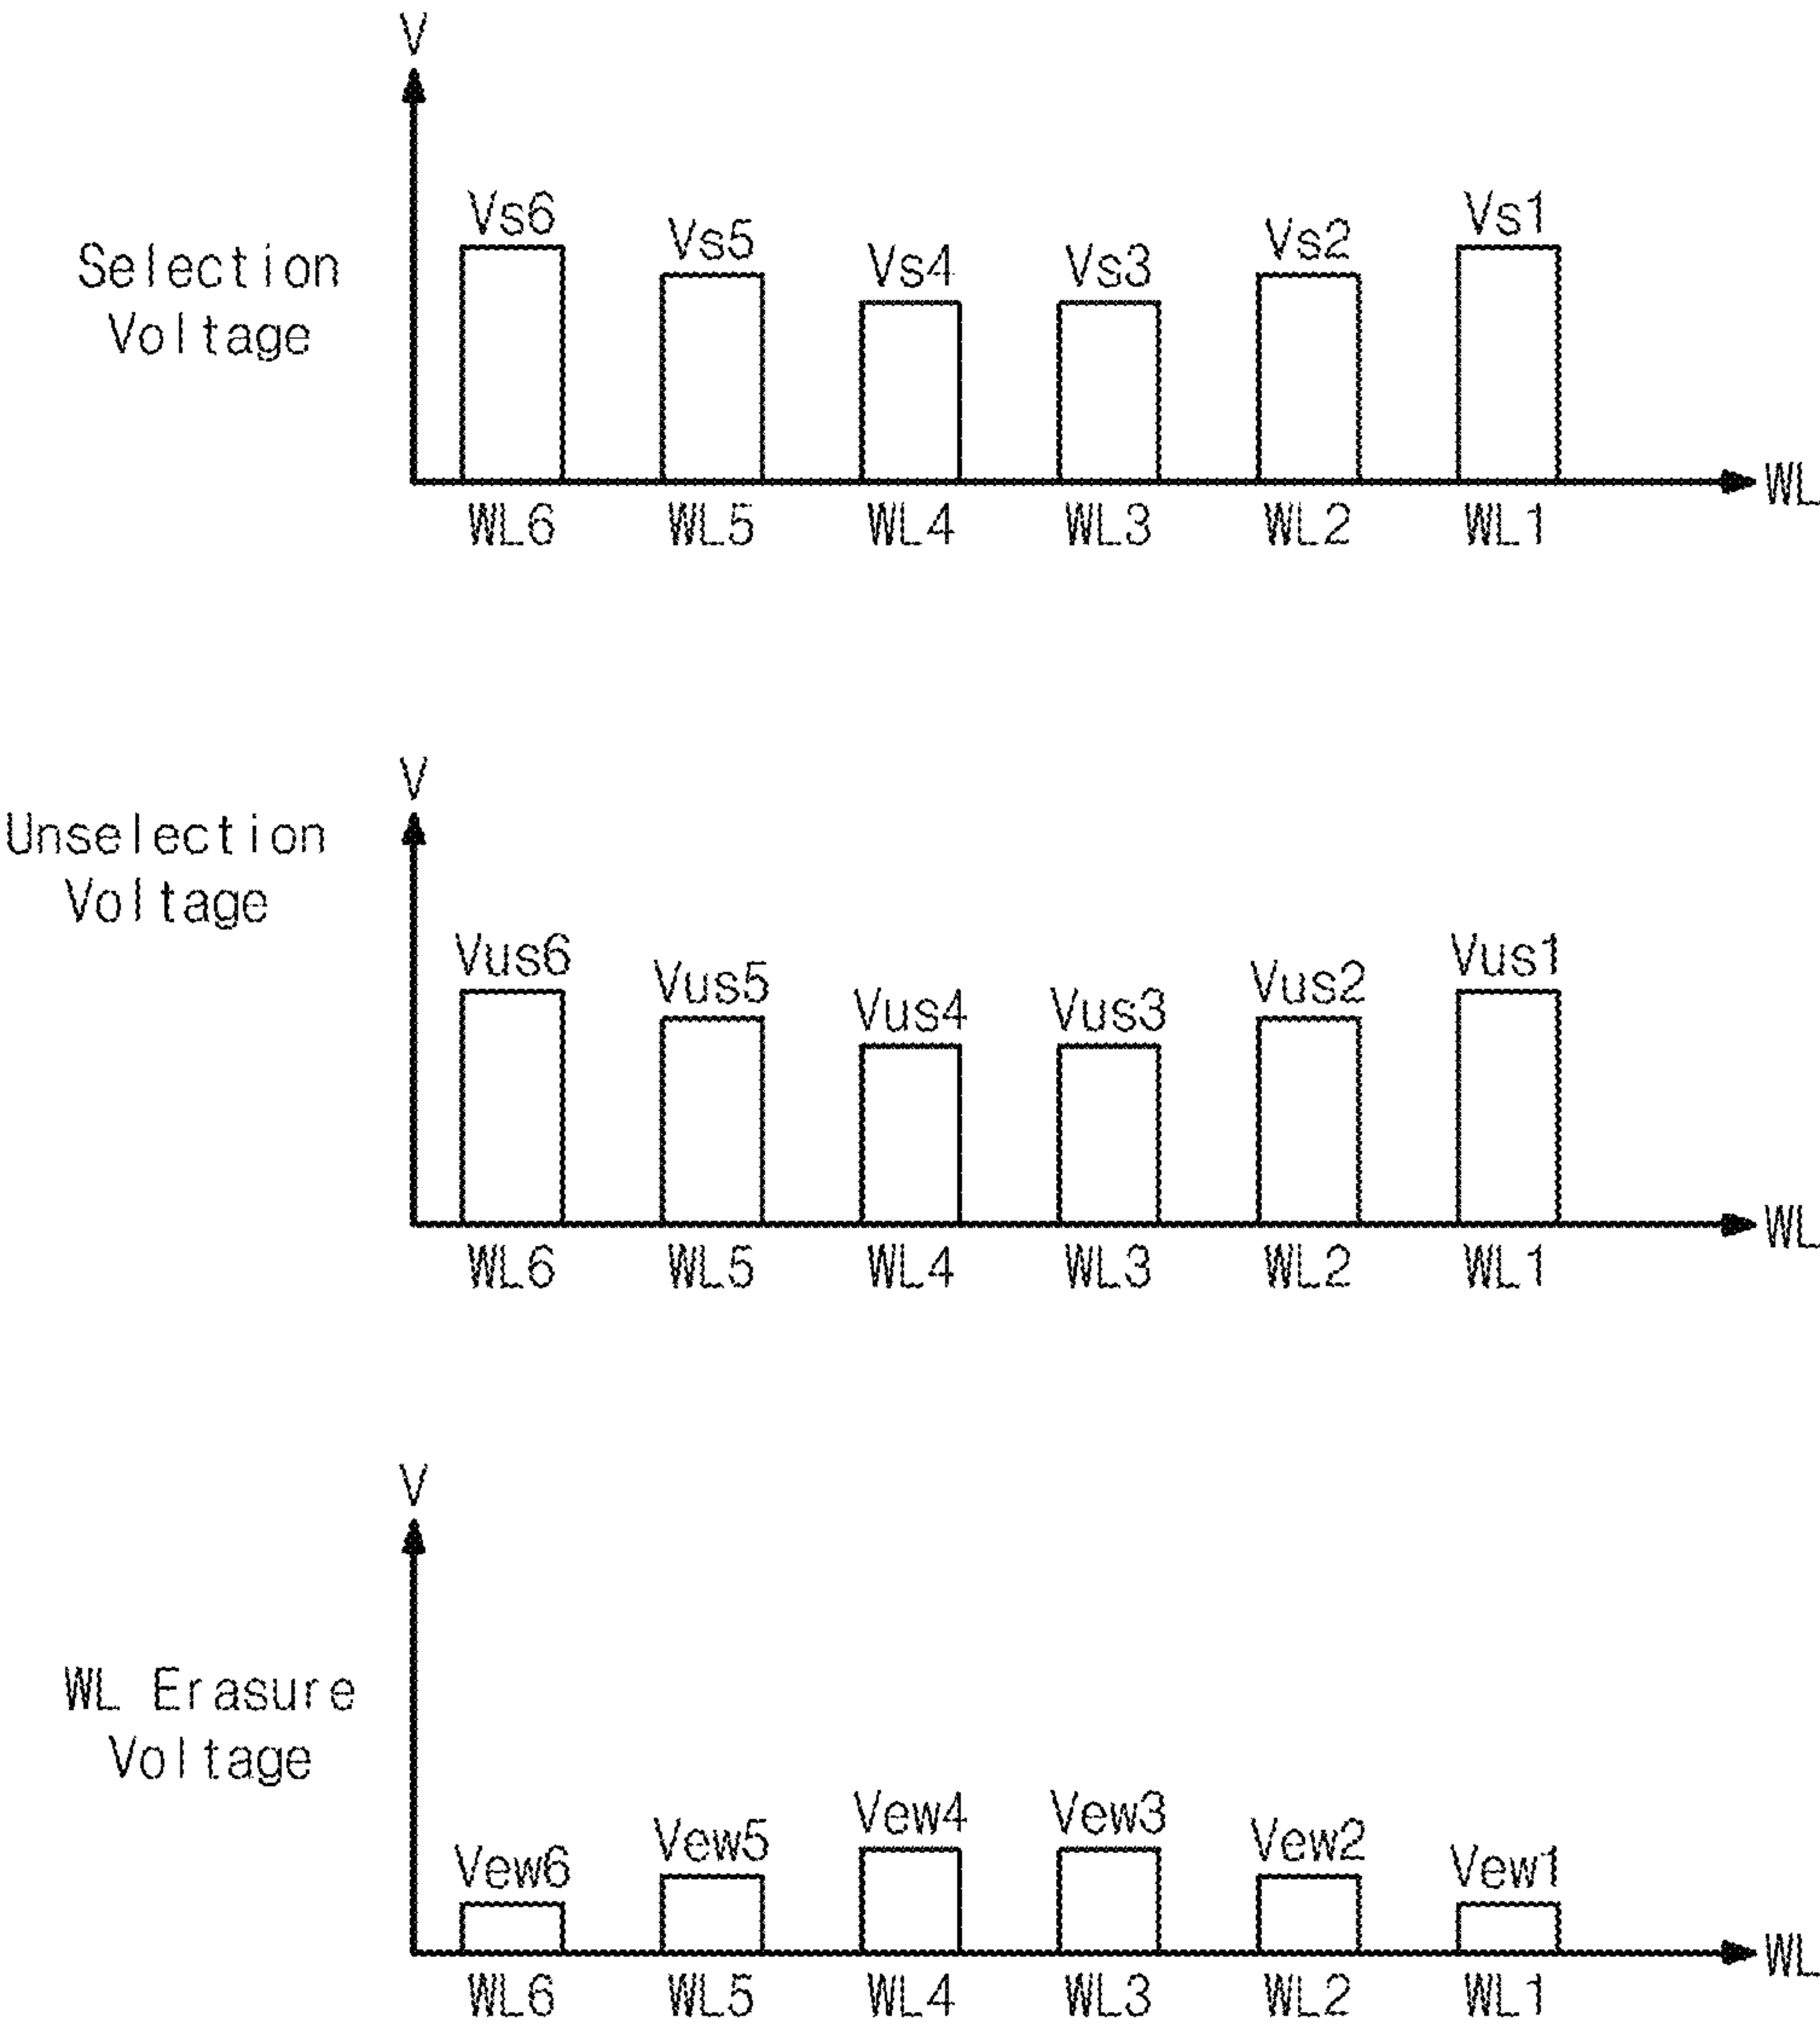 V
Vs6 Vs5 Vs4 Vs3 Vs2 Vs1
Selection
Voltage
WL
WL6 WL5 WL4 WL3 WL2 WL1
V
Unselection
Voltage
Vus6 Vus5 Vus4 Vus3 Vus2 Vus1
WL
WL6 WL5 WL4 WL3 WL2 WL1
V
WL Erasure
Voltage
Vew6 Vew5 Vew4 Vew3 Vew2 Vew1
WL
WL6 WL5 WL4 WL3 WL2 WL1